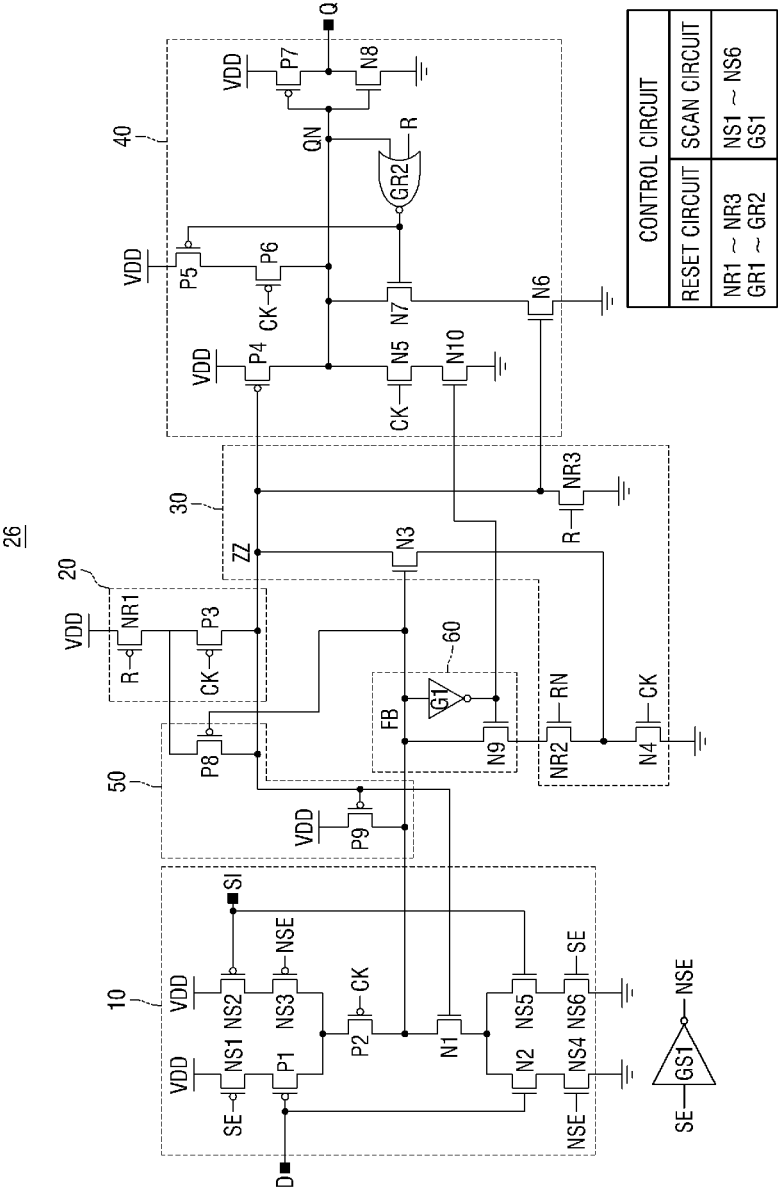 26
10
VDD
VDD
SE
NS1
NS2
SI
D
P1
NS3
NSE
P2
CK
N1
N2
NS5
NSE
NS4
NS6
SE
SE
GS1
NSE
50
P8
VDD
P9
20
VDD
R
NR1
CK
P3
ZZ
FB
60
G1
N9
30
N3
NR2
RN
N4
CK
R
NR3
40
VDD
P4
VDD
P5
CK
P6
VDD
P7
Q
N8
QN
GR2
R
CK
N5
N7
N10
N6
CONTROL CIRCUIT
RESET CIRCUIT
SCAN CIRCUIT
NR1 ~ NR3
GR1 ~ GR2
NS1 ~ NS6
GS1